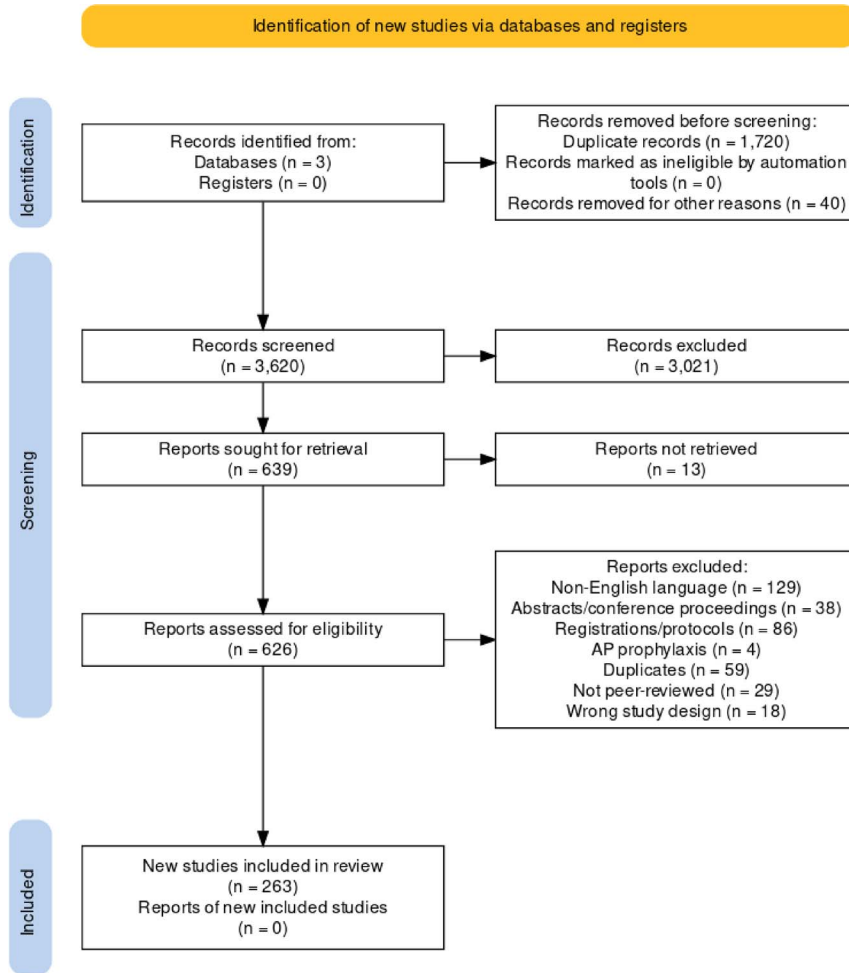 Identification of new studies via databases and registers
Identification
Records identified from:
Databases (n = 3)
Registers (n = 0)
Records removed before screening:
Duplicate records (n = 1,720)
Records marked as ineligible by automation
tools (n = 0)
Records removed for other reasons (n = 40)
Screening
Records screened
(n = 3,620)
Records excluded
(n = 3,021)
Reports sought for retrieval
(n = 639)
Reports not retrieved
(n = 13)
Reports assessed for eligibility
(n = 626)
Reports excluded:
Non-English language (n = 129)
Abstracts/conference proceedings (n = 38)
Registrations/protocols (n = 86)
AP prophylaxis (n = 4)
Duplicates (n = 59)
Not peer-reviewed (n = 29)
Wrong study design (n = 18)
Included
New studies included in review
(n = 263)
Reports of new included studies
(n = 0)